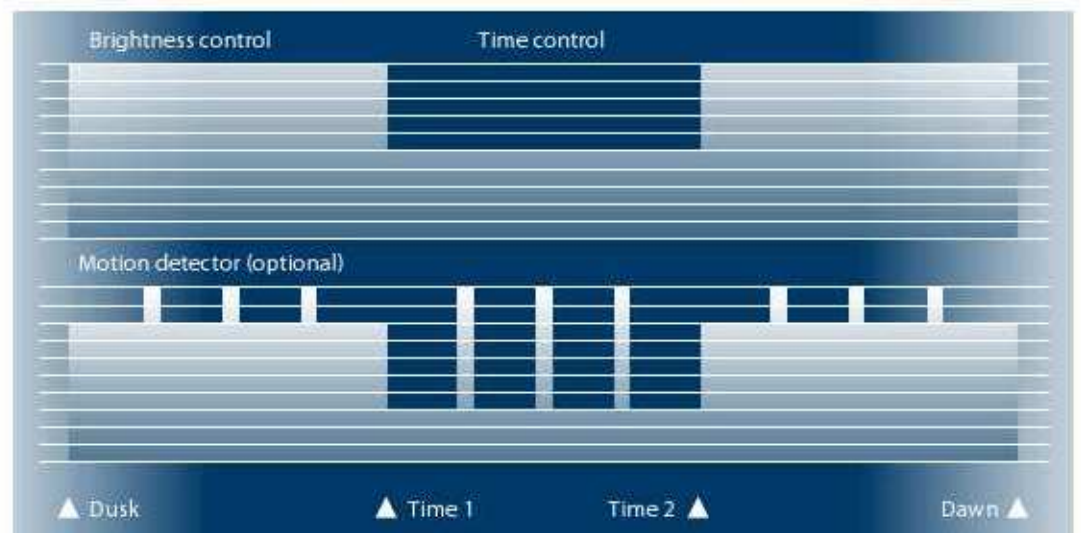 Brightness control Time control
Motion detector (optional)
▲ Dusk ▲ Time 1 Time 2 ▲ Dawn ▲